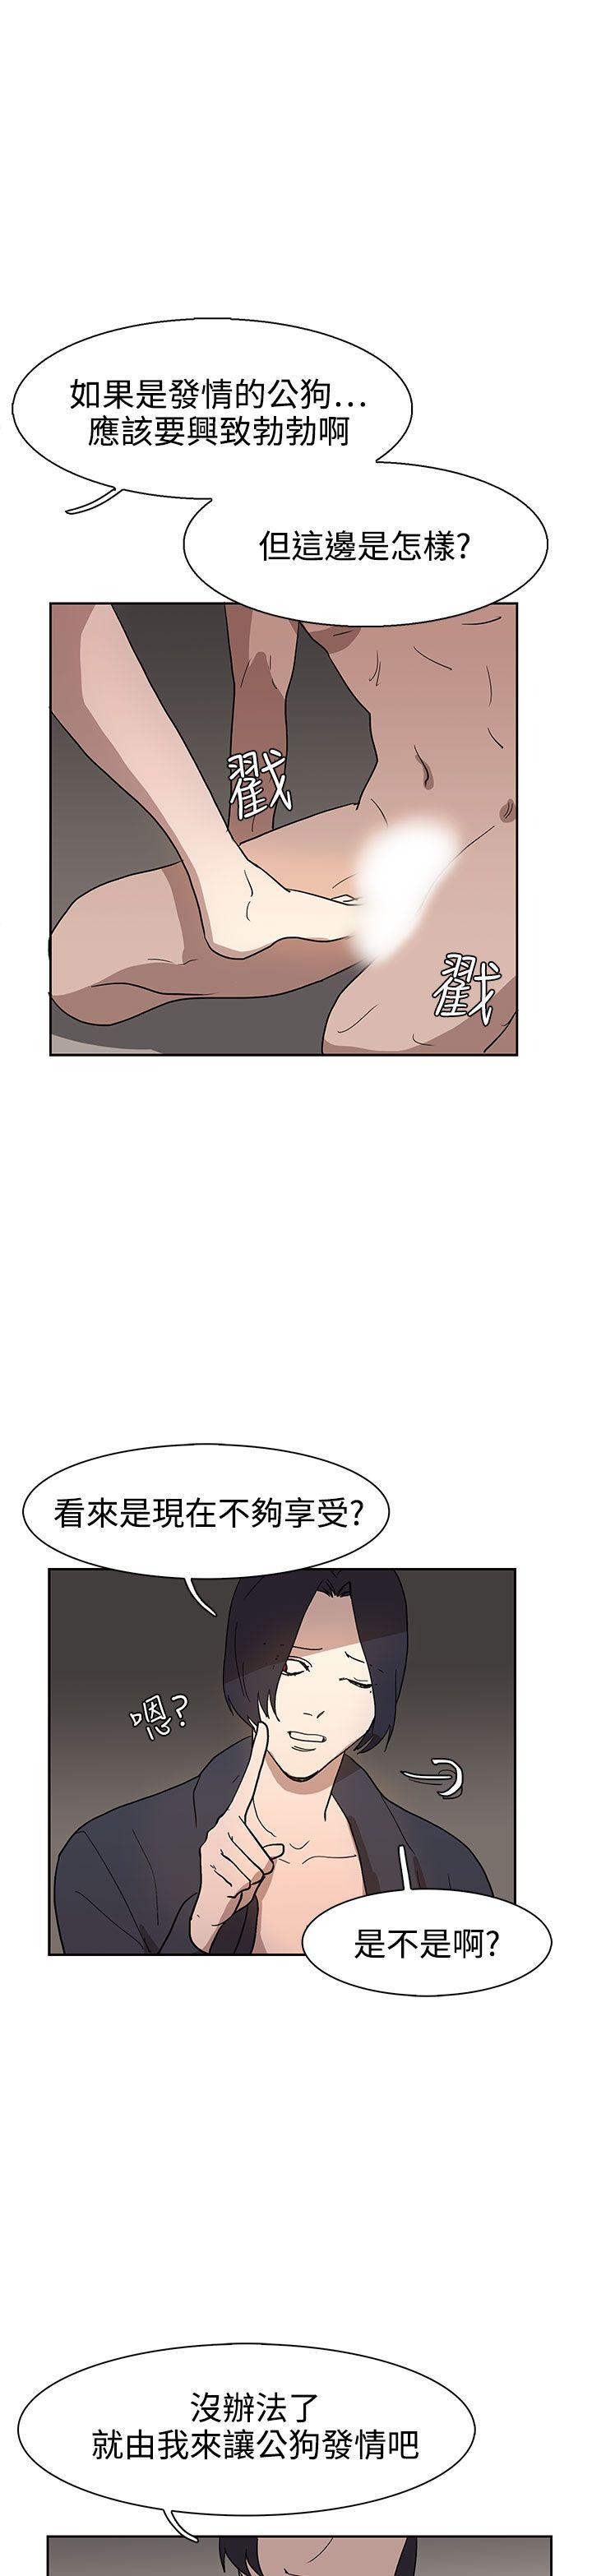 如果是發情的公狗...
應該要興致勃勃啊
但這邊是怎樣?
戳
戳
看來是現在不夠享受?
嗯?
是不是啊?
沒辦法了
就由我來讓公狗發情吧